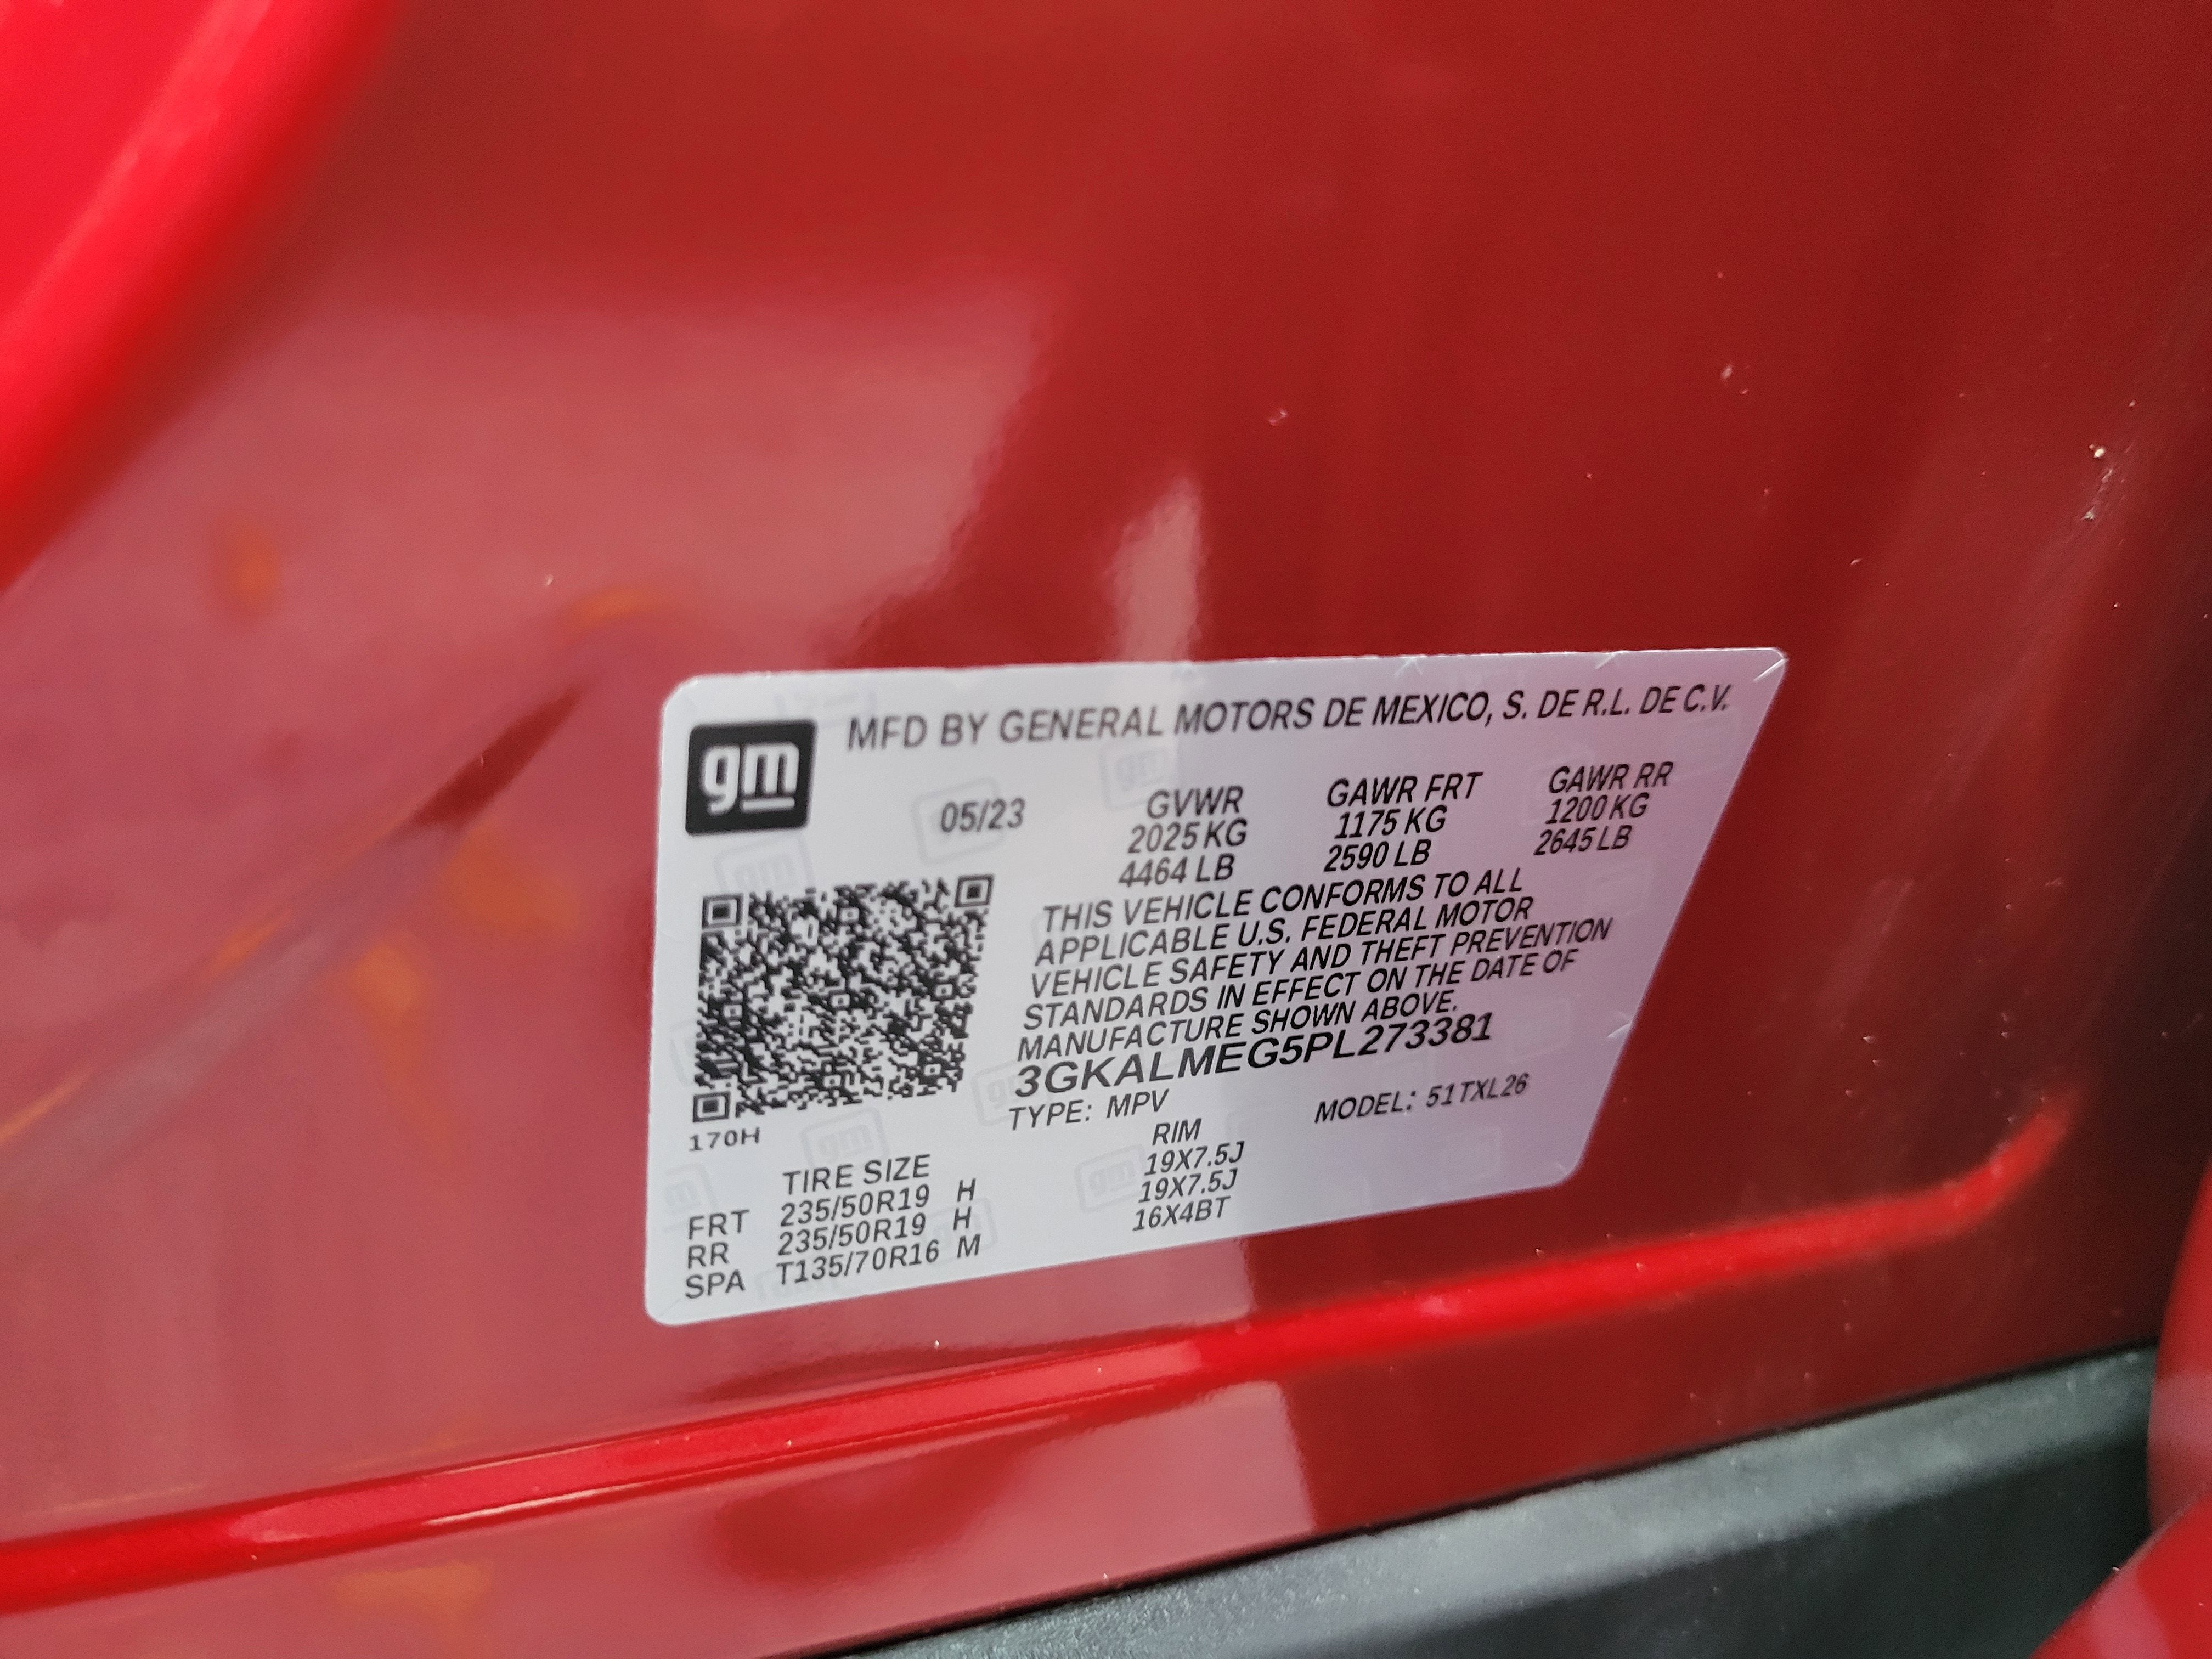 gm
MFD BY GENERAL MOTORS DE MEXICO, S. DE R.L. DE C.V.
05/23 GVWR GAWR FRT GAWR RR
2025 KG 1175 KG 1200 KG
4464 LB 2590 LB 2645 LB
THIS VEHICLE CONFORMS TO ALL
APPLICABLE U.S. FEDERAL MOTOR
VEHICLE SAFETY AND THEFT PREVENTION
STANDARDS IN EFFECT ON THE DATE OF
MANUFACTURE SHOWN ABOVE.
3GKALMEG5PL273381
TYPE: MPV MODEL: 51TXL26
170H
TIRE SIZE RIM
FRT 235/50R19 H 19X7.5J
RR 235/50R19 H 19X7.5J
SPA T135/70R16 M 16X4BT